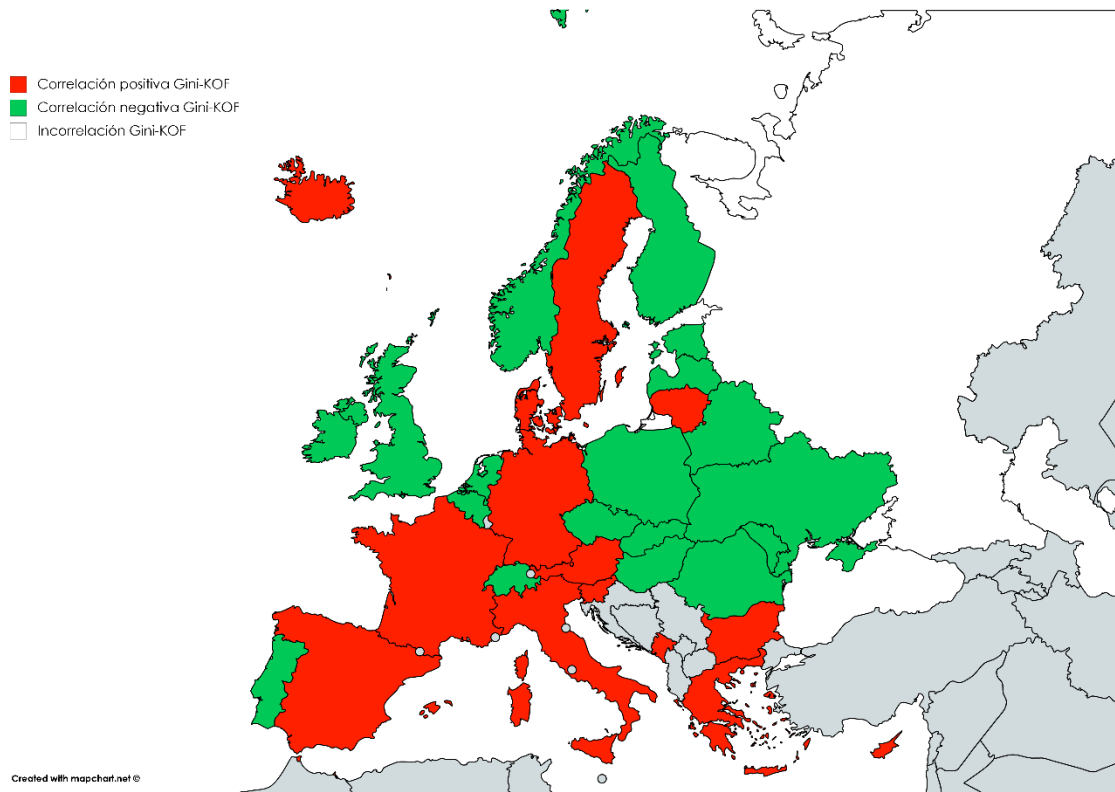 Correlación positiva Gini-KOF
Correlación negativa Gini-KOF
Incorrelación Gini-KOF
Created with mapchart.net ©